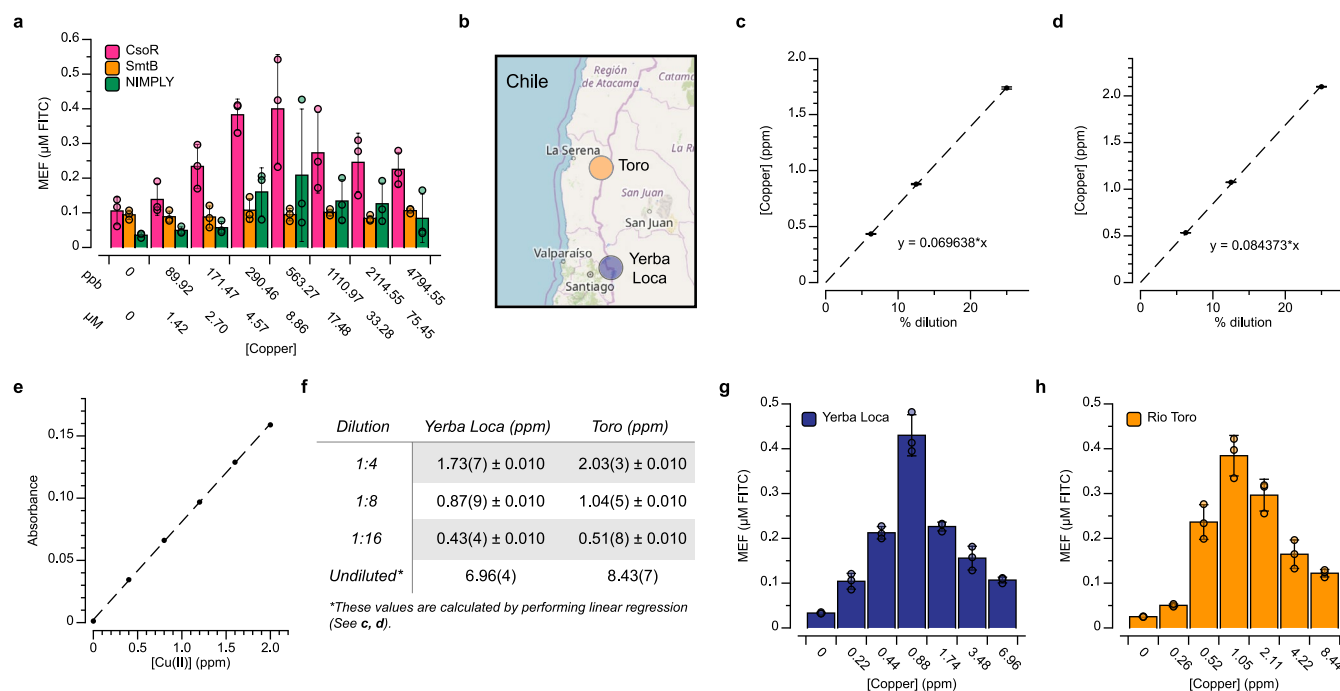 a
0.6
0.5
0.4
0.3
0.2
0.1
0
MEF (µM FITC)
CsoR
SmtB
NIMPLY
ppb
0
89.92
171.47
290.46
563.27
1110.97
2114.55
4794.55
µM
0
1.42
2.70
4.57
8.86
17.48
33.28
75.45
[Copper]
b
Chile
Región
de Atacama
Catama
La Serena
Toro
La Ri
San Juan
San Juan
Valparaíso
Yerba
Loca
Santiago
c
2.0
1.5
1.0
0.5
0.0
[Copper] (ppm)
y = 0.069638*x
0
10
20
% dilution
d
2.0
1.5
1.0
0.5
0.0
[Copper] (ppm)
y = 0.084373*x
0
10
20
% dilution
e
0.15
0.10
0.05
0.00
Absorbance
0
0.5
1.0
1.5
2.0
[Cu(II)] (ppm)
f
Dilution Yerba Loca (ppm) Toro (ppm)
1:4 1.73(7) ± 0.010 2.03(3) ± 0.010
1:8 0.87(9) ± 0.010 1.04(5) ± 0.010
1:16 0.43(4) ± 0.010 0.51(8) ± 0.010
Undiluted* 6.96(4) 8.43(7)
*These values are calculated by performing linear regression
(See c, d).
g
0.5
0.4
0.3
0.2
0.1
0
MEF (µM FITC)
Yerba Loca
0
0.22
0.44
0.88
1.74
3.48
6.96
[Copper] (ppm)
h
0.5
0.4
0.3
0.2
0.1
0
MEF (µM FITC)
Rio Toro
0
0.26
0.52
1.05
2.11
4.22
8.44
[Copper] (ppm)